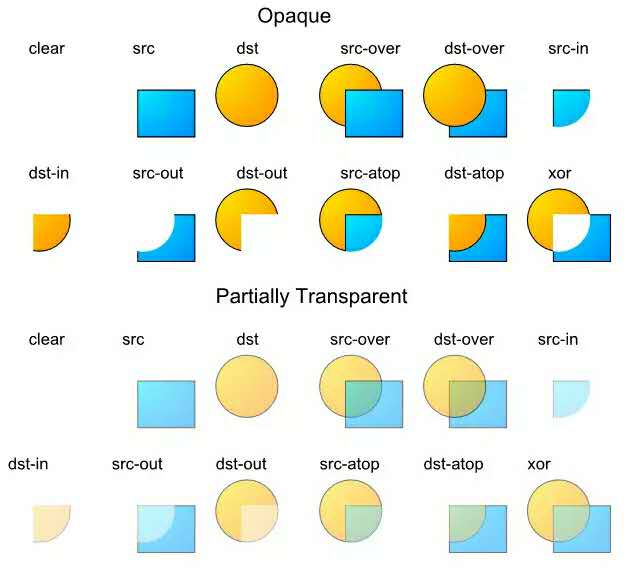 Opaque
clear src dst src-over dst-over src-in
dst-in src-out dst-out src-atop dst-atop xor
Partially Transparent
clear src dst src-over dst-over src-in
dst-in src-out dst-out src-atop dst-atop xor